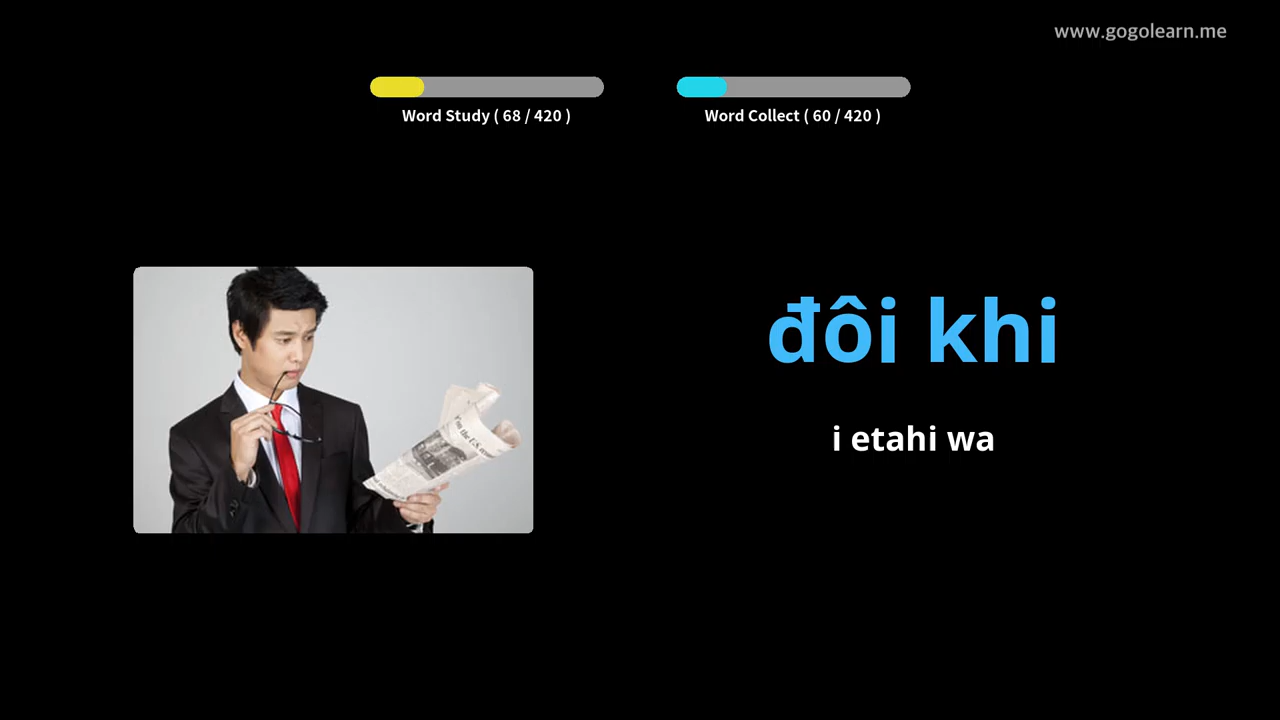 www.gogolearn.me
Word Study ( 68 / 420 )
Word Collect ( 60 / 420 )
đôi khi
i etahi wa